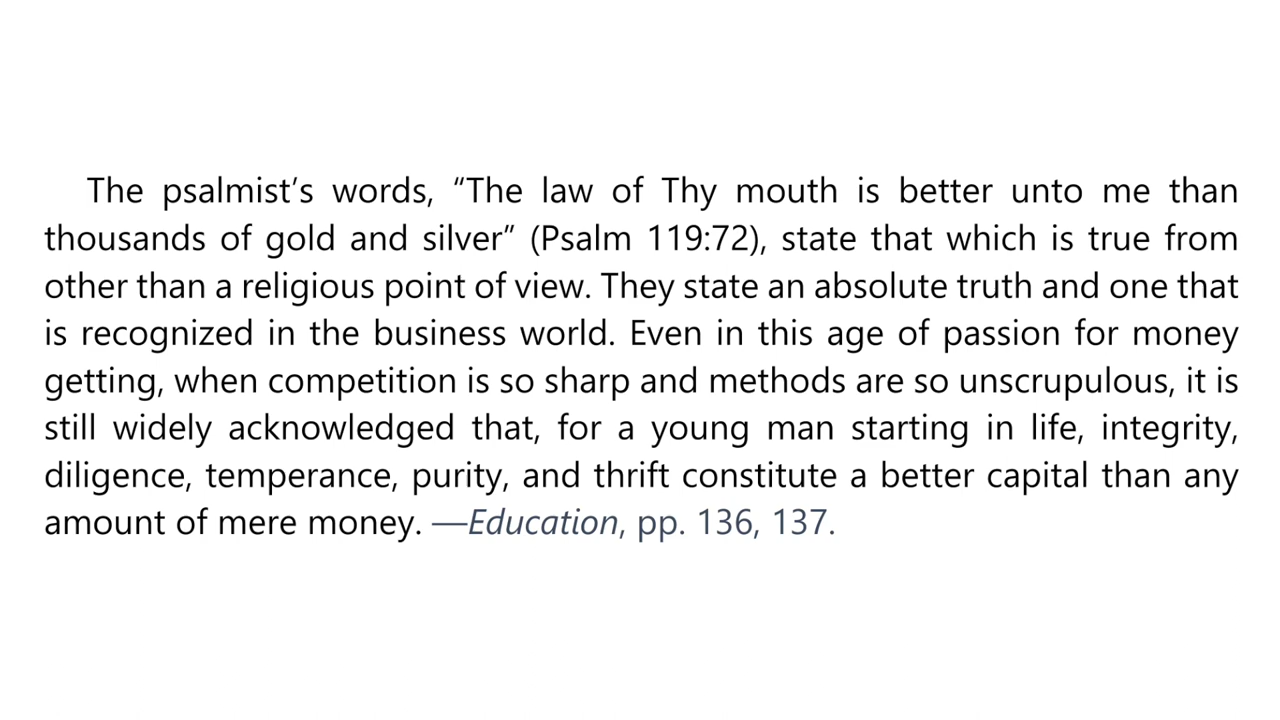 The psalmist’s words, “The law of Thy mouth is better unto me than
thousands of gold and silver” (Psalm 119:72), state that which is true from
other than a religious point of view. They state an absolute truth and one that
is recognized in the business world. Even in this age of passion for money
getting, when competition is so sharp and methods are so unscrupulous, it is
still widely acknowledged that, for a young man starting in life, integrity,
diligence, temperance, purity, and thrift constitute a better capital than any
amount of mere money. —Education, pp. 136, 137.